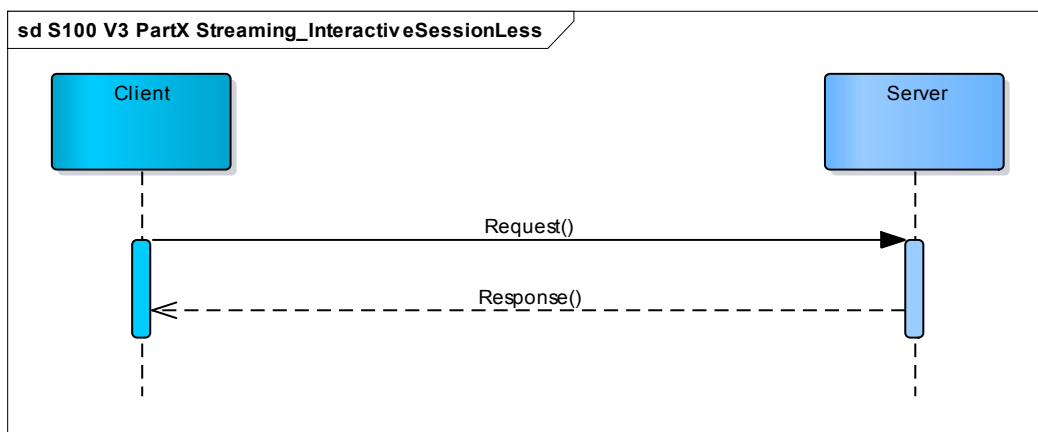 sd S100 V3 PartX Streaming_InteractiveSessionLess
Client
Server
Request()
Response()